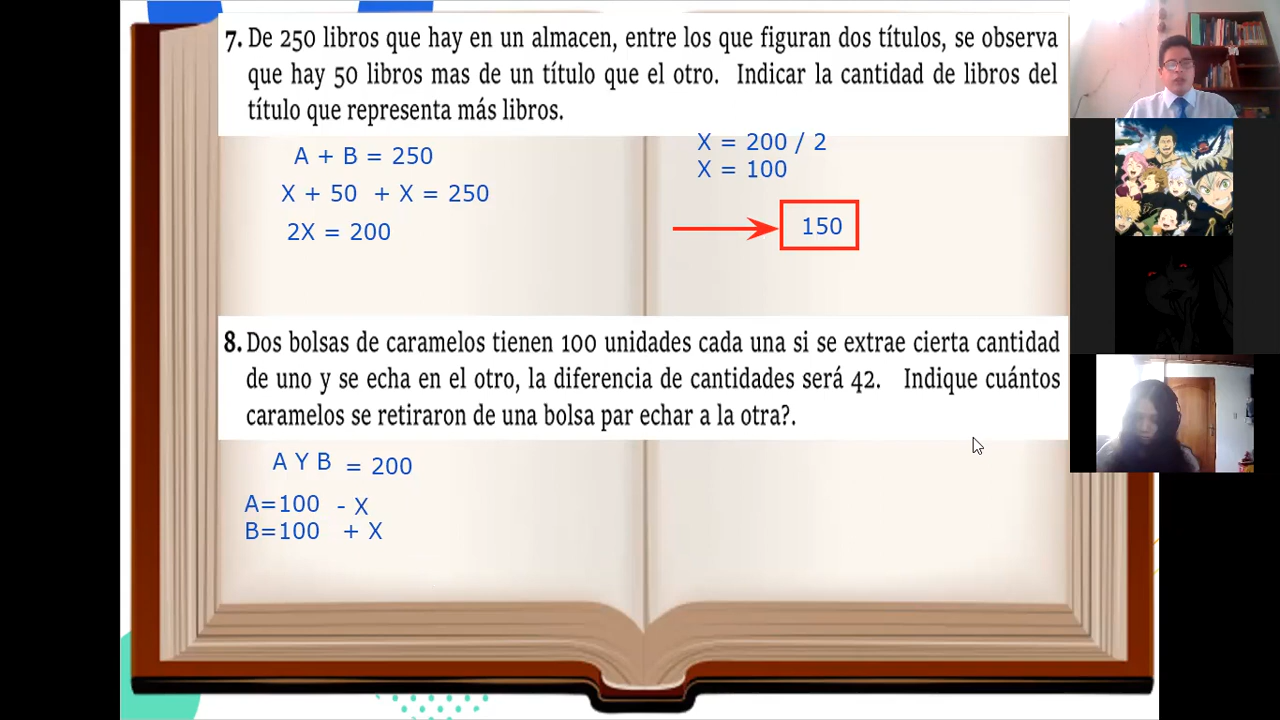 7. De 250 libros que hay en un almacen, entre los que figuran dos títulos, se observa
que hay 50 libros mas de un título que el otro. Indicar la cantidad de libros del
título que representa más libros.
A + B = 250
X + 50 + X = 250
2X = 200
X = 200 / 2
X = 100
150
8. Dos bolsas de caramelos tienen 100 unidades cada una si se extrae cierta cantidad
de uno y se echa en el otro, la diferencia de cantidades será 42. Indique cuántos
caramelos se retiraron de una bolsa par echar a la otra?.
A Y B = 200
A=100 - X
B=100 + X